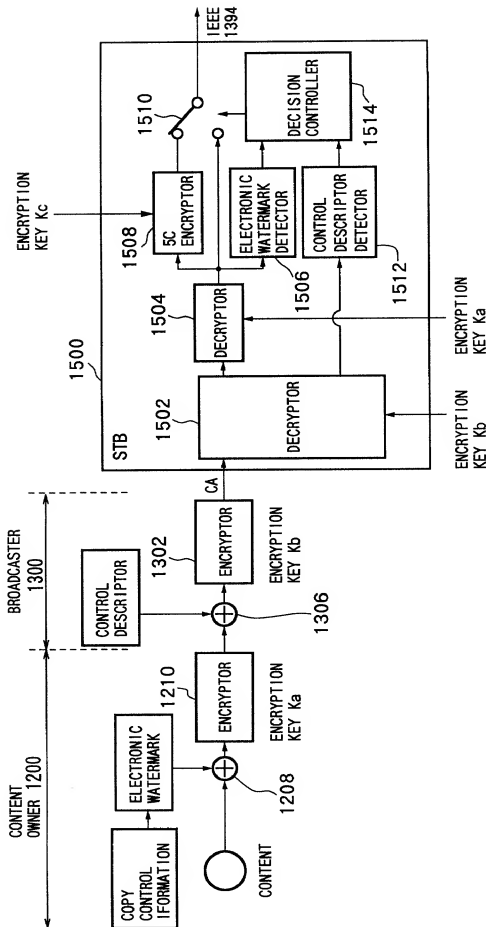 CONTENT
OWNER 1200
BROADCASTER
1300
COPY
CONTROL
IFORMATION
ELECTRONIC
WATERMARK
CONTENT
1208
1210
ENCRYPTOR
ENCRYPTION
KEY Ka
CONTROL
DESCRIPTOR
1306
1302
ENCRYPTOR
ENCRYPTION
KEY Kb
CA
1500
STB
1502
DECRYPTOR
ENCRYPTION
KEY Kb
1504
DECRYPTOR
ENCRYPTION
KEY Ka
ENCRYPTION
KEY Kc
1508
5C
ENCRYPTOR
ELECTRONIC
WATERMARK
DETECTOR
1506
CONTROL
DESCRIPTOR
DETECTOR
1512
1510
DECISION
CONTROLLER
1514
IEEE
1394